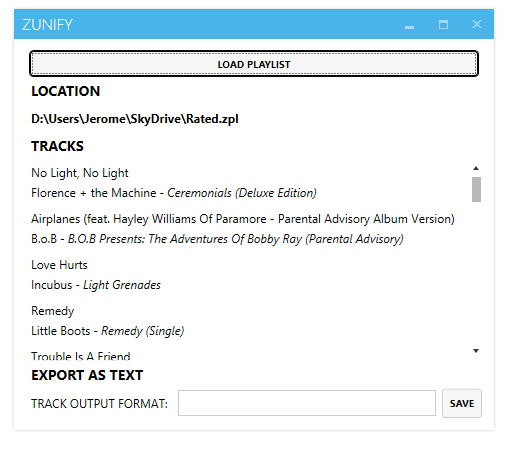 ZUNIFY
LOAD PLAYLIST
LOCATION
D:\Users\Jerome\SkyDrive\Rated.zpl
TRACKS
No Light, No Light
Florence + the Machine - Ceremonials (Deluxe Edition)
Airplanes (feat. Hayley Williams Of Paramore - Parental Advisory Album Version)
B.o.B - B.O.B Presents: The Adventures Of Bobby Ray (Parental Advisory)
Love Hurts
Incubus - Light Grenades
Remedy
Little Boots - Remedy (Single)
Trouble Is A Friend
EXPORT AS TEXT
TRACK OUTPUT FORMAT:
SAVE